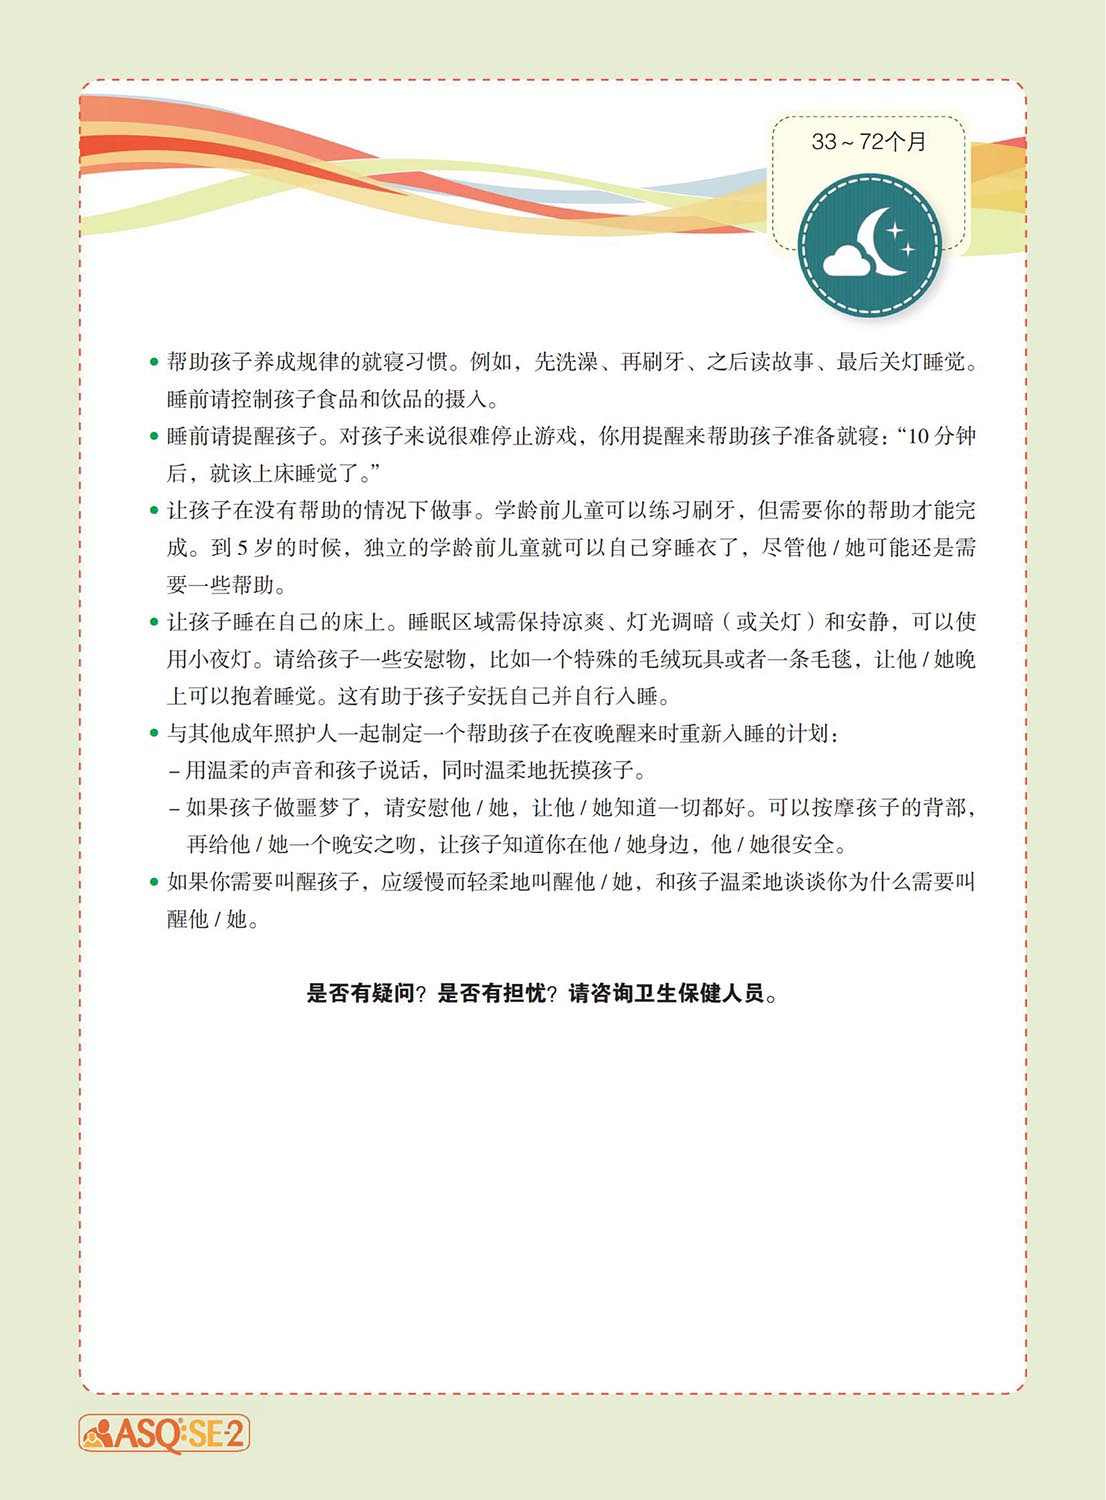 33～72个月
• 帮助孩子养成规律的就寝习惯。例如，先洗澡、再刷牙、之后读故事、最后关灯睡觉。
睡前请控制孩子食品和饮品的摄入。
• 睡前请提醒孩子。对孩子来说很难停止游戏，你用提醒来帮助孩子准备就寝：“10 分钟
后，就该上床睡觉了。”
• 让孩子在没有帮助的情况下做事。学龄前儿童可以练习刷牙，但需要你的帮助才能完
成。到 5 岁的时候，独立的学龄前儿童就可以自己穿睡衣了，尽管他 / 她可能还是需
要一些帮助。
• 让孩子睡在自己的床上。睡眠区域需保持凉爽、灯光调暗（或关灯）和安静，可以使
用小夜灯。请给孩子一些安慰物，比如一个特殊的毛绒玩具或者一条毛毯，让他 / 她晚
上可以抱着睡觉。这有助于孩子安抚自己并自行入睡。
• 与其他成年照护人一起制定一个帮助孩子在夜晚醒来时重新入睡的计划：
– 用温柔的声音和孩子说话，同时温柔地抚摸孩子。
– 如果孩子做噩梦了，请安慰他 / 她，让他 / 她知道一切都好。可以按摩孩子的背部，
再给他 / 她一个晚安之吻，让孩子知道你在他 / 她身边，他 / 她很安全。
• 如果你需要叫醒孩子，应缓慢而轻柔地叫醒他 / 她，和孩子温柔地谈谈你为什么需要叫
醒他 / 她。
是否有疑问？是否有担忧？请咨询卫生保健人员。
ASQ®:SE-2